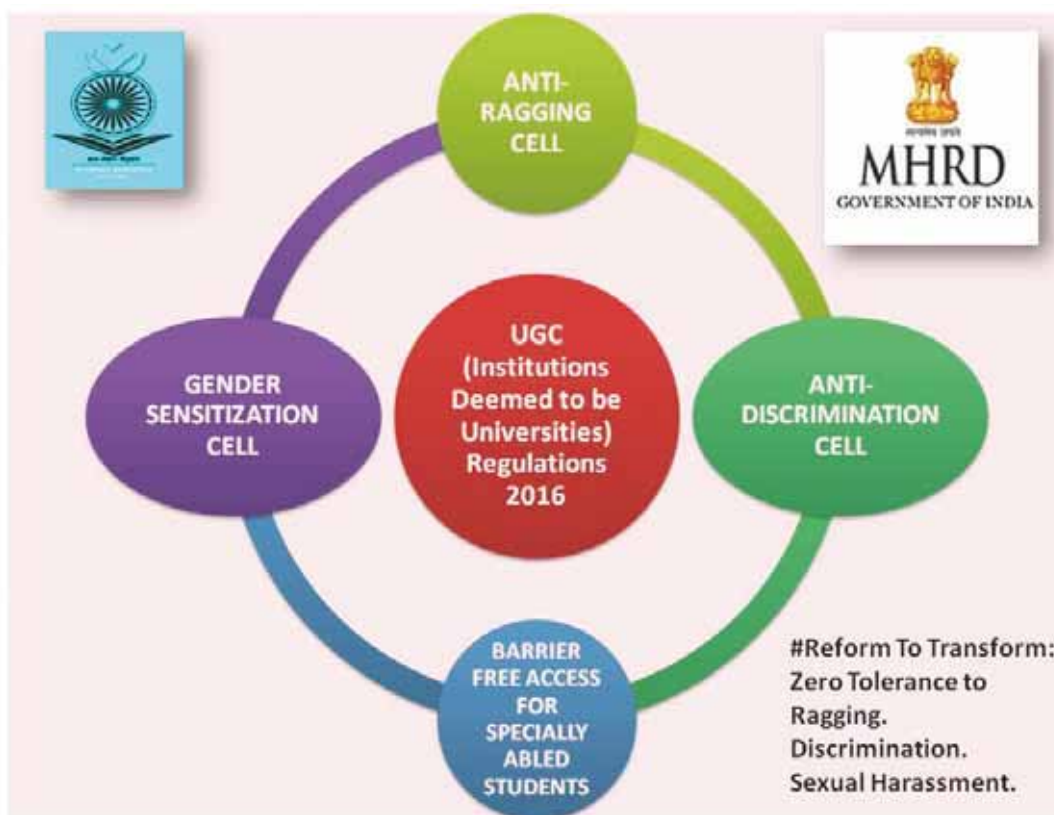 ANTI-
RAGGING
CELL
MHRD
GOVERNMENT OF INDIA
GENDER
SENSITIZATION
CELL
UGC
(Institutions
Deemed to be
Universities)
Regulations
2016
ANTI-
DISCRIMINATION
CELL
BARRIER
FREE ACCESS
FOR
SPECIALLY
ABLED
STUDENTS
#Reform To Transform:
Zero Tolerance to
Ragging.
Discrimination.
Sexual Harassment.